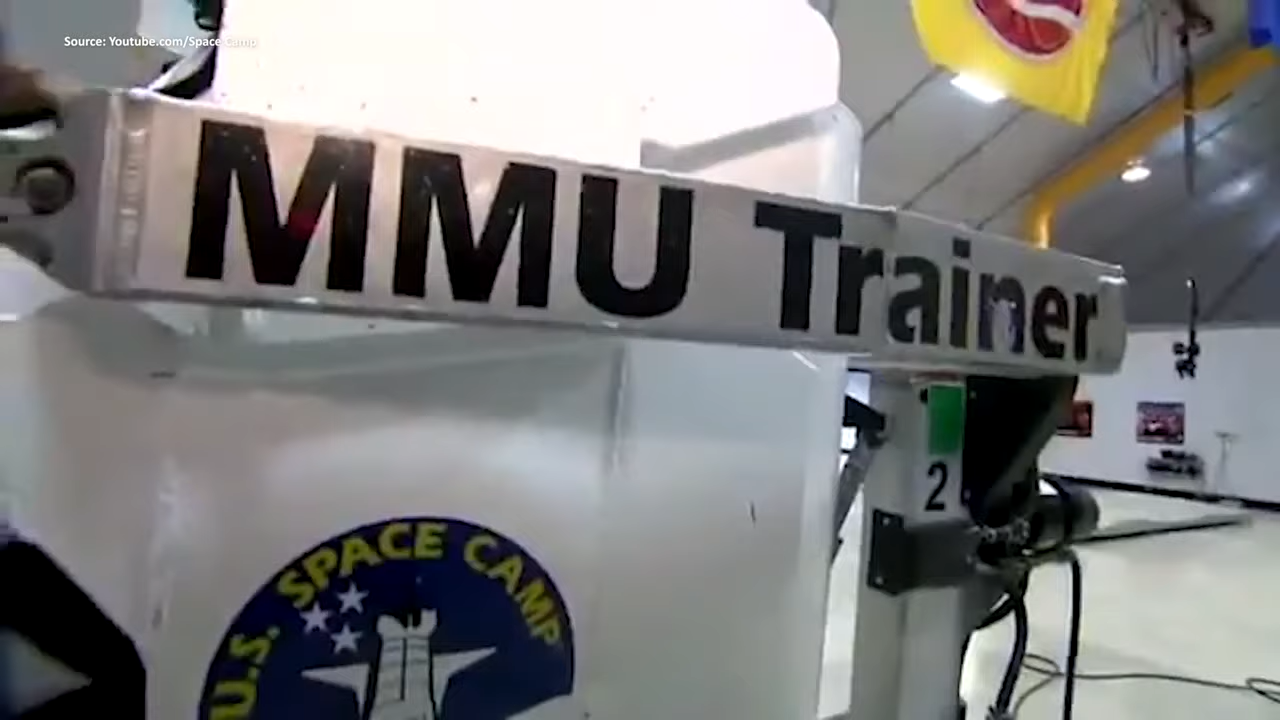 Source: Youtube.com/Space Camp
MMU Trainer
2
U.S. SPACE CAMP